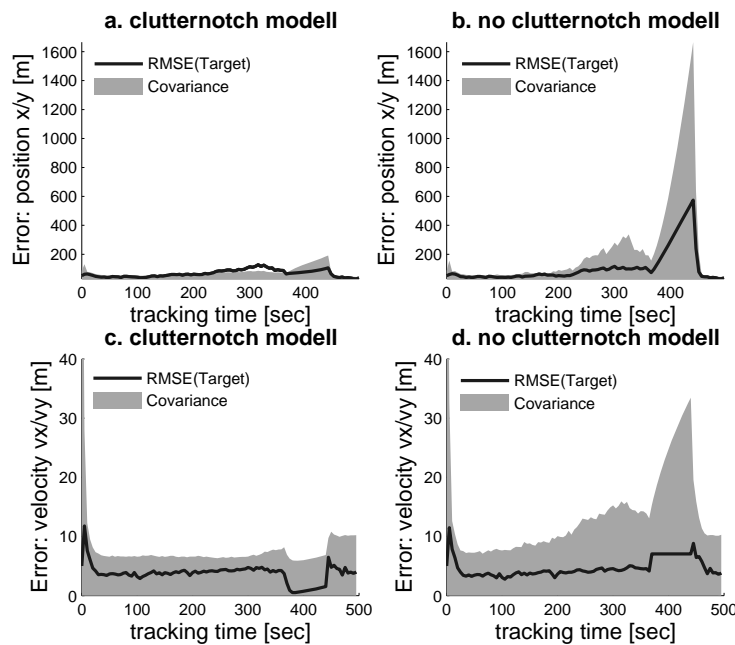 a. clutternotch modell
1600
1400
1200
1000
800
600
400
200
0 100 200 300 400
Error: position x/y [m]
tracking time [sec]
RMSE(Target)
Covariance
b. no clutternotch modell
1600
1400
1200
1000
800
600
400
200
0 100 200 300 400
Error: position x/y [m]
tracking time [sec]
RMSE(Target)
Covariance
c. clutternotch modell
40
30
20
10
0
0 100 200 300 400 500
Error: velocity vx/vy [m]
tracking time [sec]
RMSE(Target)
Covariance
d. no clutternotch modell
40
30
20
10
0
0 100 200 300 400 500
Error: velocity vx/vy [m]
tracking time [sec]
RMSE(Target)
Covariance